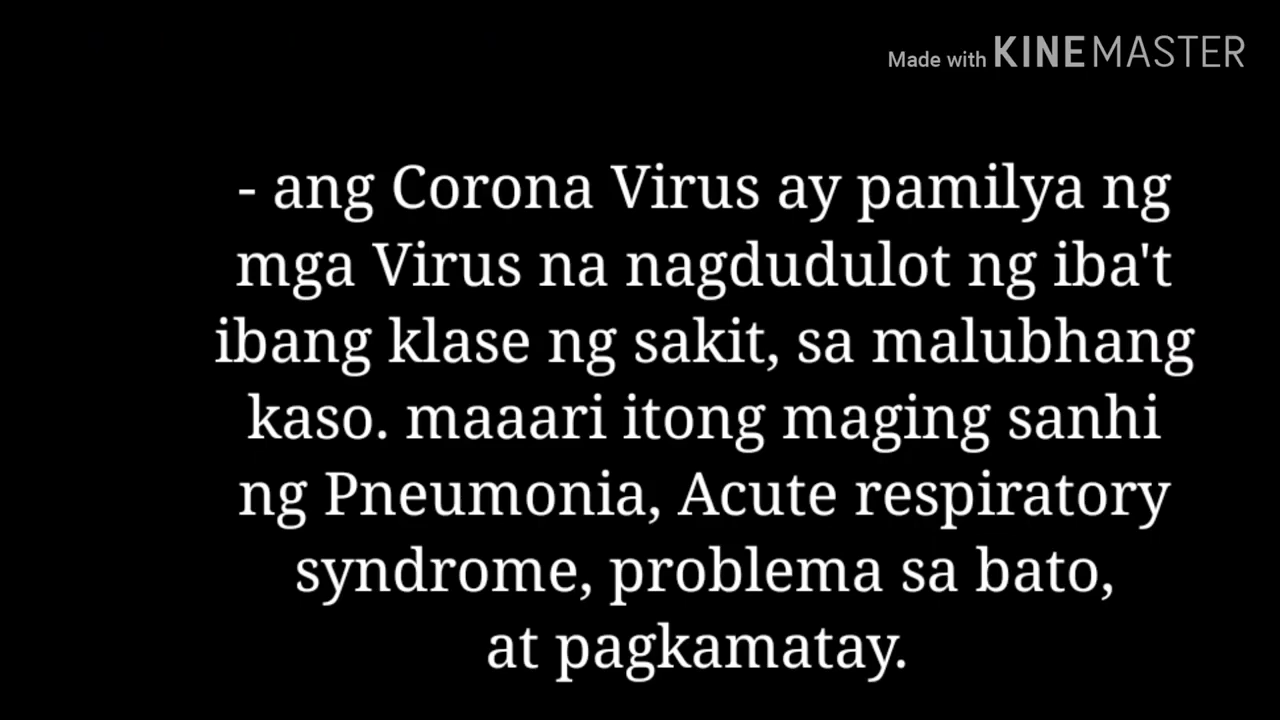 Made with KINEMASTER
- ang Corona Virus ay pamilya ng
mga Virus na nagdudulot ng iba't
ibang klase ng sakit, sa malubhang
kaso. maaari itong maging sanhi
ng Pneumonia, Acute respiratory
syndrome, problema sa bato,
at pagkamatay.